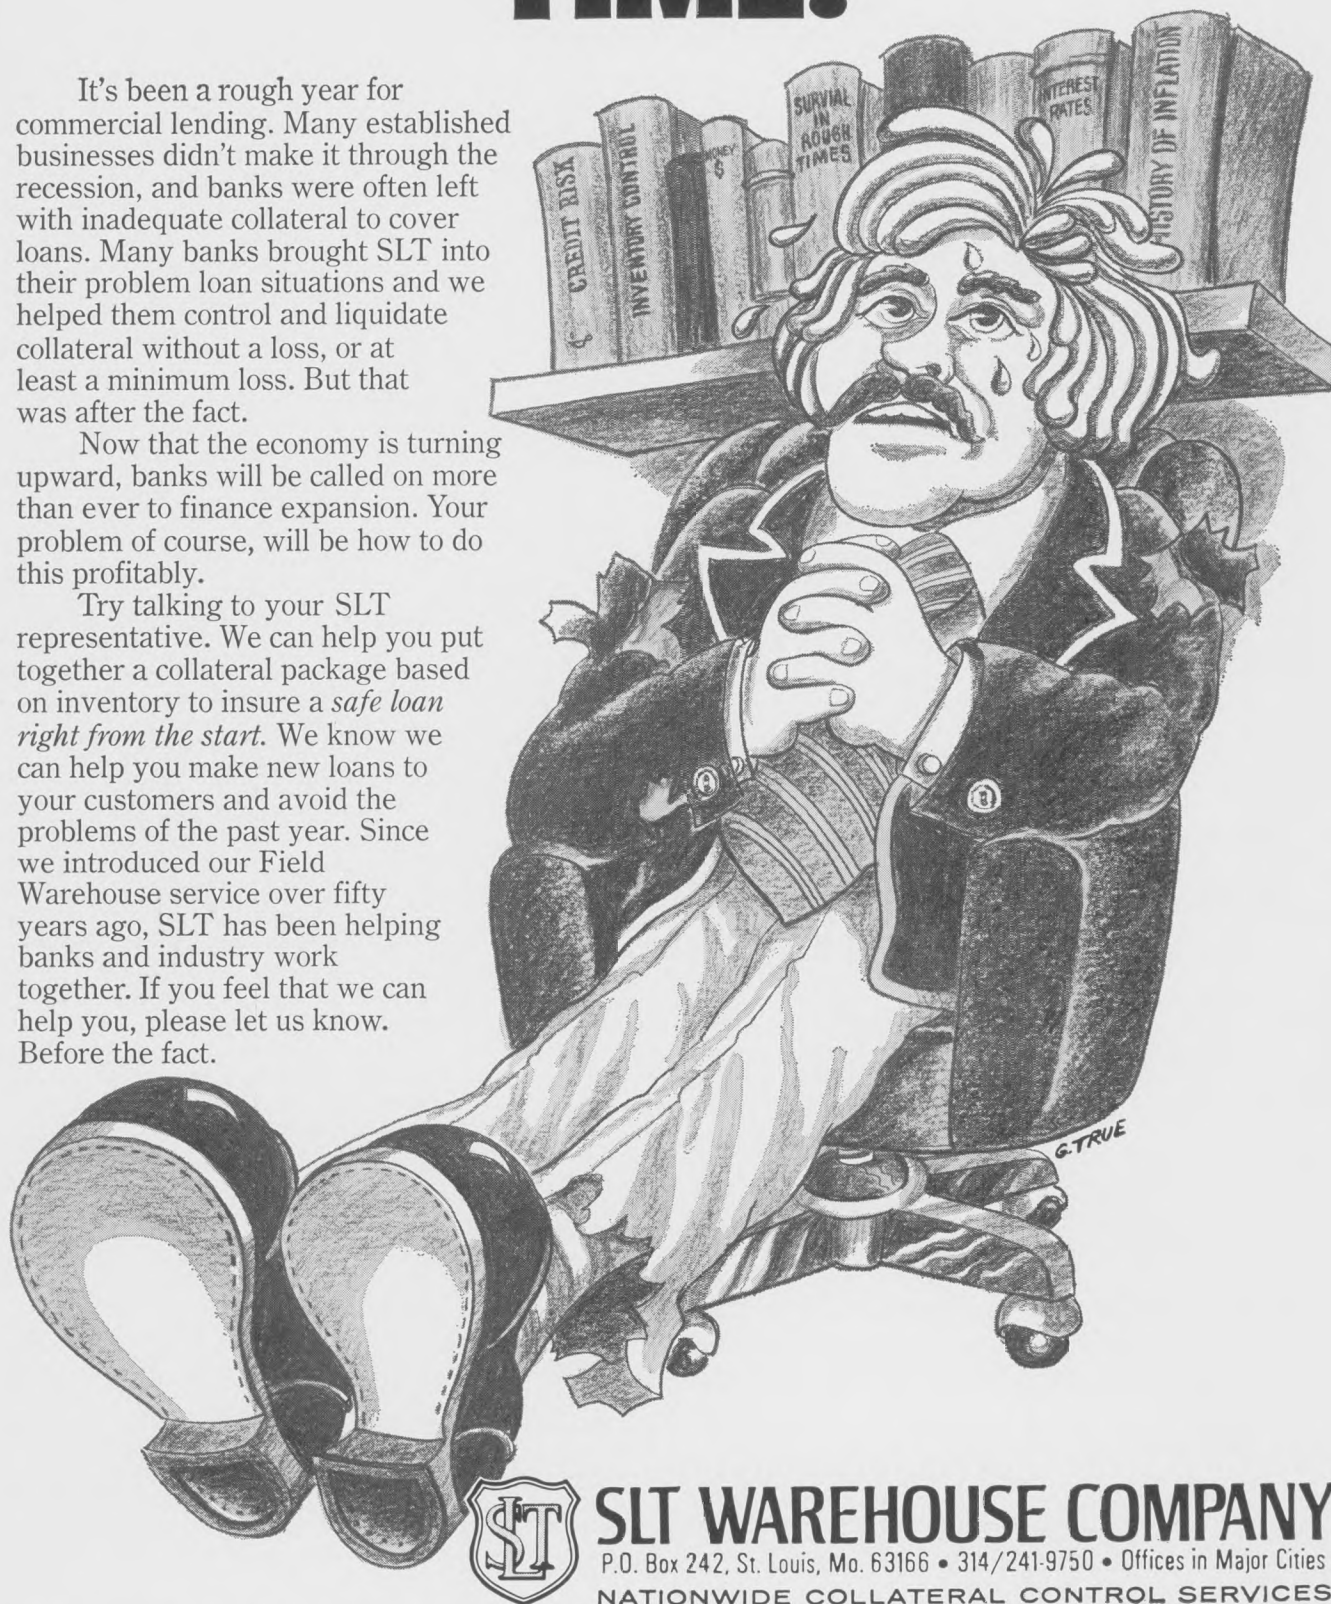 TIME!
It's been a rough year for
commercial lending. Many established
businesses didn't make it through the
recession, and banks were often left
with inadequate collateral to cover
loans. Many banks brought SLT into
their problem loan situations and we
helped them control and liquidate
collateral without a loss, or at
least a minimum loss. But that
was after the fact.
Now that the economy is turning
upward, banks will be called on more
than ever to finance expansion. Your
problem of course, will be how to do
this profitably.
Try talking to your SLT
representative. We can help you put
together a collateral package based
on inventory to insure a safe loan
right from the start. We know we
can help you make new loans to
your customers and avoid the
problems of the past year. Since
we introduced our Field
Warehouse service over fifty
years ago, SLT has been helping
banks and industry work
together. If you feel that we can
help you, please let us know.
Before the fact.
$ CREDIT RISK
INVENTORY CONTROL
MONEY
$
SURVIAL
IN
ROUGH
TIMES
INTEREST
RATES
HISTORY OF INFLATION
G. TRUE
SLT
SLT WAREHOUSE COMPANY
P.O. Box 242, St. Louis, Mo. 63166 • 314/241-9750 • Offices in Major Cities
NATIONWIDE COLLATERAL CONTROL SERVICES